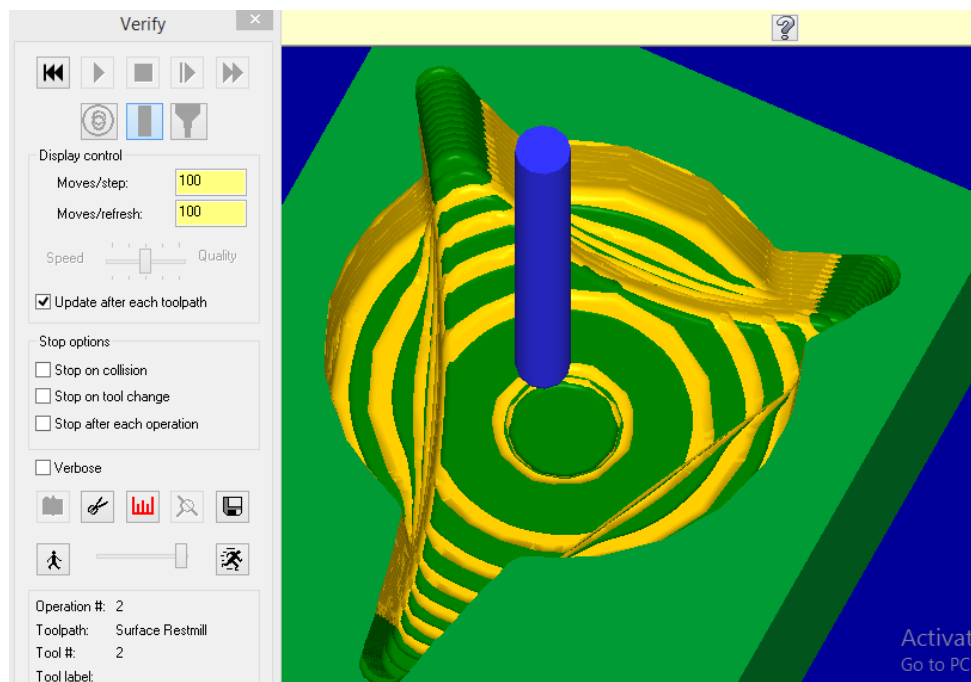 Verify
Display control
Moves/step: 100
Moves/refresh: 100
Speed Quality
Update after each toolpath
Stop options
Stop on collision
Stop on tool change
Stop after each operation
Verbose
Operation #: 2
Toolpath: Surface Restmill
Tool #: 2
Tool label:
Activat
Go to PC